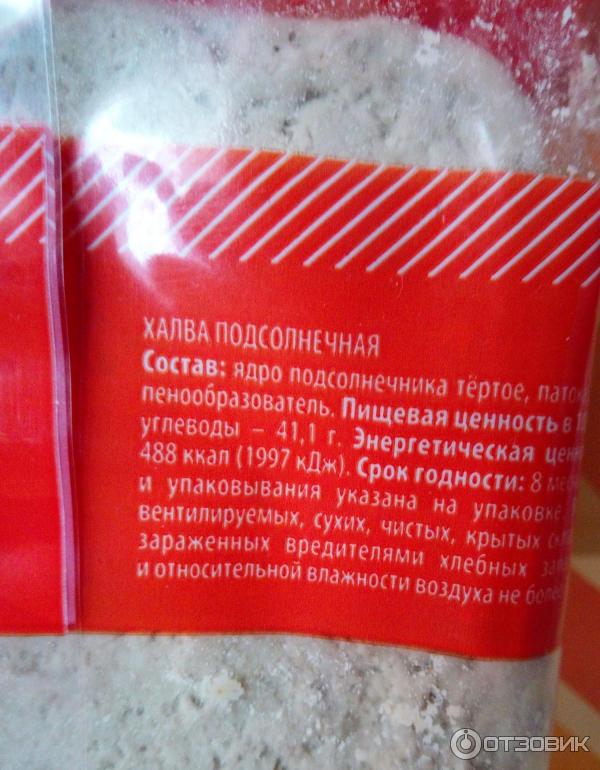 ХАЛВА ПОДСОЛНЕЧНАЯ
Состав: ядро подсолнечника тёртое,
пенообразователь. Пищевая ценность в
углеводы – 41,1 г. Энергетическая
488 ккал (1997 кДж). Срок годности: 8
и упаковывания указана на упаковке
вентилируемых, сухих, чистых, крытых
зараженных вредителями хлебных
и относительной влажности воздуха не
ОТЗОВИК